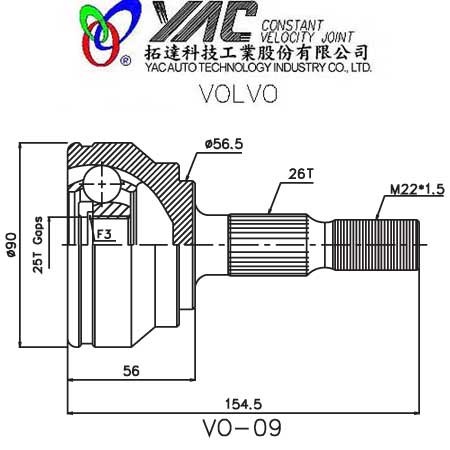 YAC CONSTANT
VELOCITY JOINT
®
拓達科技工業股份有限公司
YAC AUTO TECHNOLOGY INDUSTRY CO., LTD.
VOLVO
ø56.5
26T
M22*1.5
ø90
25T Gaps
F3
56
154.5
VO-09